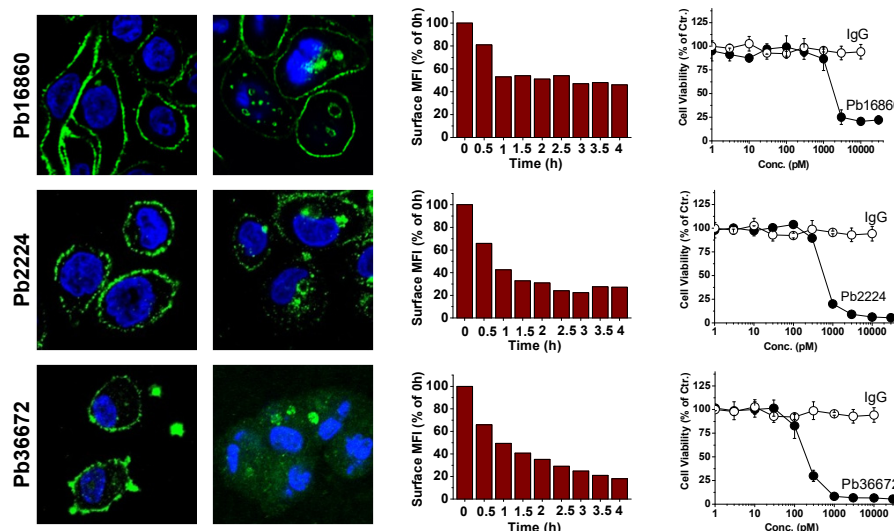 Pb16860
Surface MFI (% of 0h)
100
80
60
40
20
0
0 0.5 1 1.5 2 2.5 3 3.5 4
Time (h)
Cell Viability (% of Ctr.)
125
100
75
50
25
0
IgG
Pb16860
1 10 100 1000 10000
Conc. (pM)
Pb2224
Surface MFI (% of 0h)
100
80
60
40
20
0
0 0.5 1 1.5 2 2.5 3 3.5 4
Time (h)
Cell Viability (% of Ctr.)
125
100
75
50
25
0
IgG
Pb2224
1 10 100 1000 10000
Conc. (pM)
Pb36672
Surface MFI (% of 0h)
100
80
60
40
20
0
0 0.5 1 1.5 2 2.5 3 3.5 4
Time (h)
Cell Viability (% of Ctr.)
125
100
75
50
25
0
IgG
Pb36672
1 10 100 1000 10000
Conc. (pM)